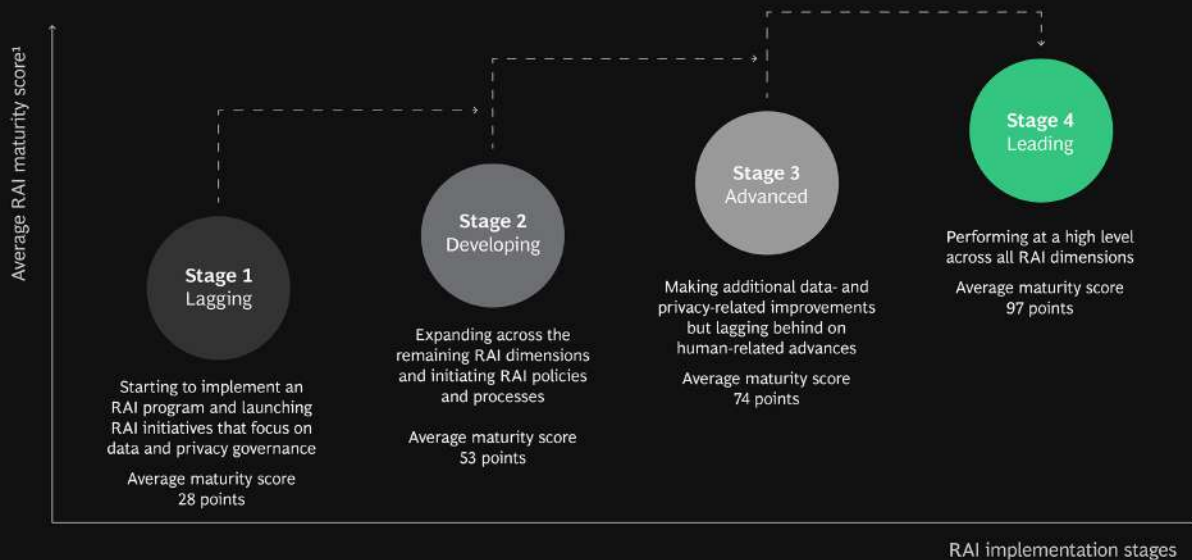 Average RAI maturity score¹
Stage 1
Lagging
Starting to implement an
RAI program and launching
RAI initiatives that focus on
data and privacy governance
Average maturity score
28 points
Stage 2
Developing
Expanding across the
remaining RAI dimensions
and initiating RAI policies
and processes
Average maturity score
53 points
Stage 3
Advanced
Making additional data- and
privacy-related improvements
but lagging behind on
human-related advances
Average maturity score
74 points
Stage 4
Leading
Performing at a high level
across all RAI dimensions
Average maturity score
97 points
RAI implementation stages